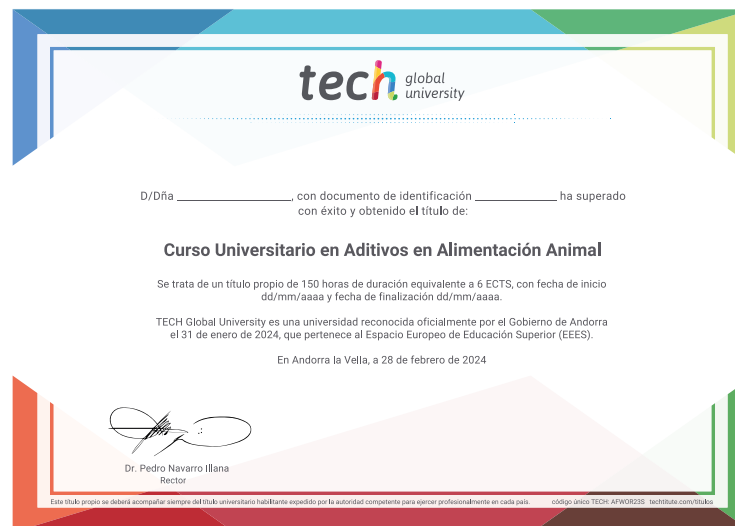 tech global
university
D/Dña ____________________, con documento de identificación ______________ ha superado
con éxito y obtenido el título de:
Curso Universitario en Aditivos en Alimentación Animal
Se trata de un título propio de 150 horas de duración equivalente a 6 ECTS, con fecha de inicio
dd/mm/aaaa y fecha de finalización dd/mm/aaaa.
TECH Global University es una universidad reconocida oficialmente por el Gobierno de Andorra
el 31 de enero de 2024, que pertenece al Espacio Europeo de Educación Superior (EEES).
En Andorra la Vella, a 28 de febrero de 2024
Dr. Pedro Navarro Illana
Rector
Este título propio se deberá acompañar siempre del título universitario habilitante expedido por la autoridad competente para ejercer profesionalmente en cada país. código único TECH: AFWOR23S techtitute.com/titulos